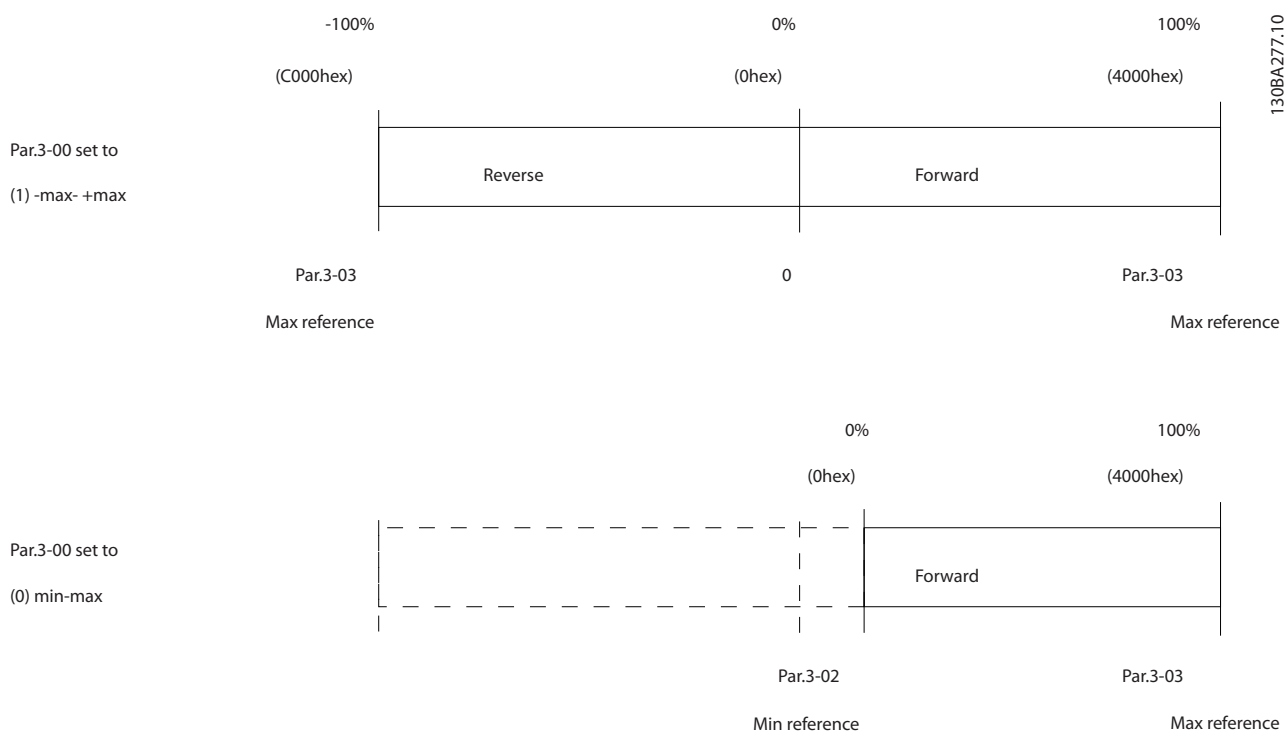 -100% 0% 100%
(C000hex) (0hex) (4000hex)
130BA277.10
Par.3-00 set to
(1) -max- +max
Reverse Forward
Par.3-03 0 Par.3-03
Max reference Max reference
0% 100%
(0hex) (4000hex)
Par.3-00 set to
(0) min-max
Forward
Par.3-02 Par.3-03
Min reference Max reference